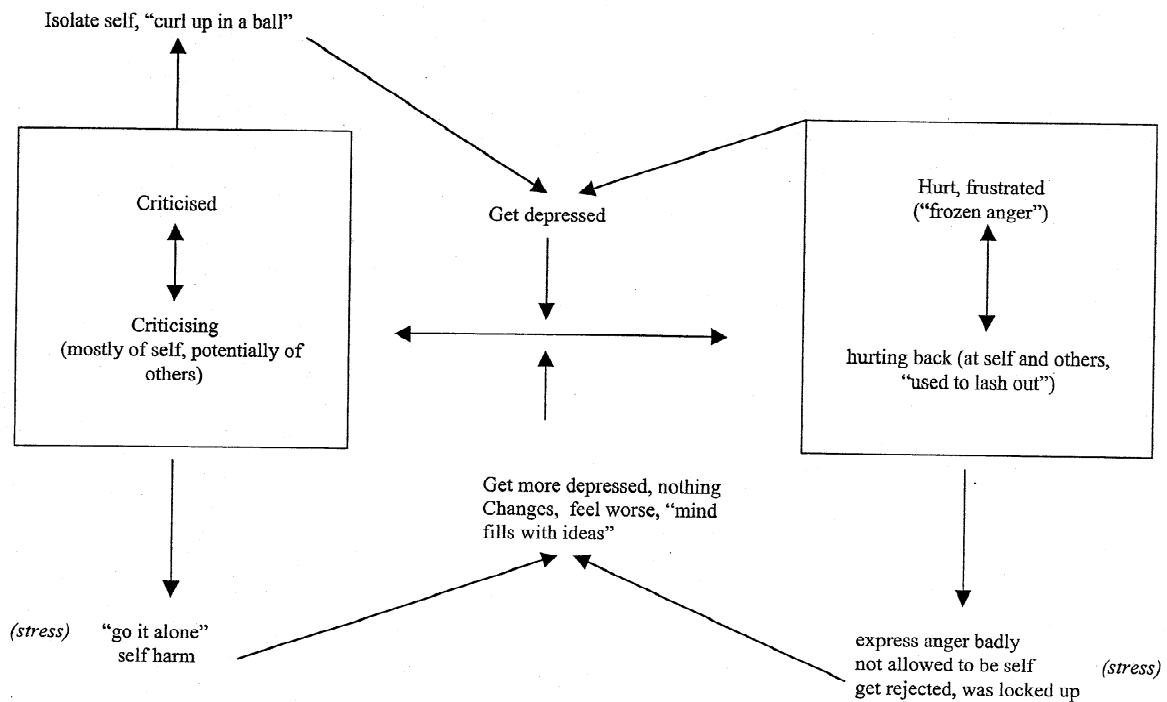 Isolate self, “curl up in a ball”
Criticised
Criticising
(mostly of self, potentially of
others)
Get depressed
Hurt, frustrated
(“frozen anger”)
hurting back (at self and others,
“used to lash out”)
Get more depressed, nothing
Changes, feel worse, “mind
fills with ideas”
(stress)
“go it alone”
self harm
express anger badly
not allowed to be self
get rejected, was locked up
(stress)